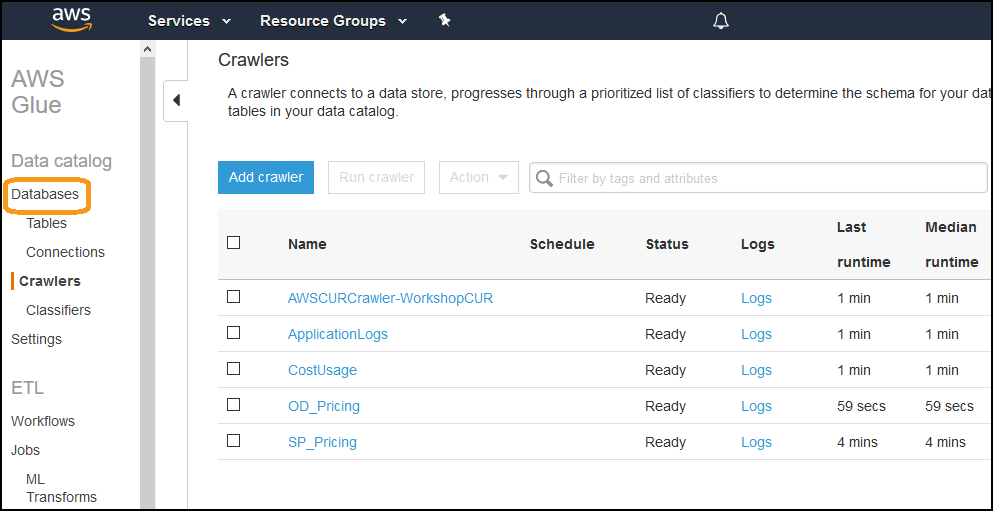 aws Services Resource Groups
AWS
Glue
Data catalog
Databases
Tables
Connections
Crawlers
Classifiers
Settings
ETL
Workflows
Jobs
ML
Transforms
Crawlers
A crawler connects to a data store, progresses through a prioritized list of classifiers to determine the schema for your dat
tables in your data catalog.
Add crawler Run crawler Action Filter by tags and attributes
Name Schedule Status Logs Last runtime Median runtime
AWSCURCrawler-WorkshopCUR Ready Logs 1 min 1 min
ApplicationLogs Ready Logs 1 min 1 min
CostUsage Ready Logs 1 min 1 min
OD_Pricing Ready Logs 59 secs 59 secs
SP_Pricing Ready Logs 4 mins 4 mins